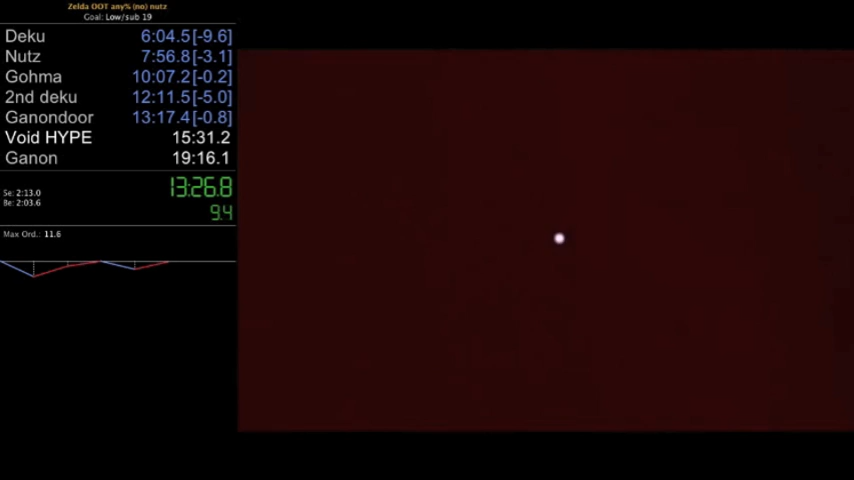 Zelda OOT any% (no) nutz
Goal: Low/sub 19
Deku 6:04.5[-9.6]
Nutz 7:56.8[-3.1]
Gohma 10:07.2[-0.2]
2nd deku 12:11.5[-5.0]
Ganondoor 13:17.4[-0.8]
Void HYPE 15:31.2
Ganon 19:16.1
13:26.8
Se: 2:13.0
Be: 2:03.6
9.4
Max Ord.: 11.6